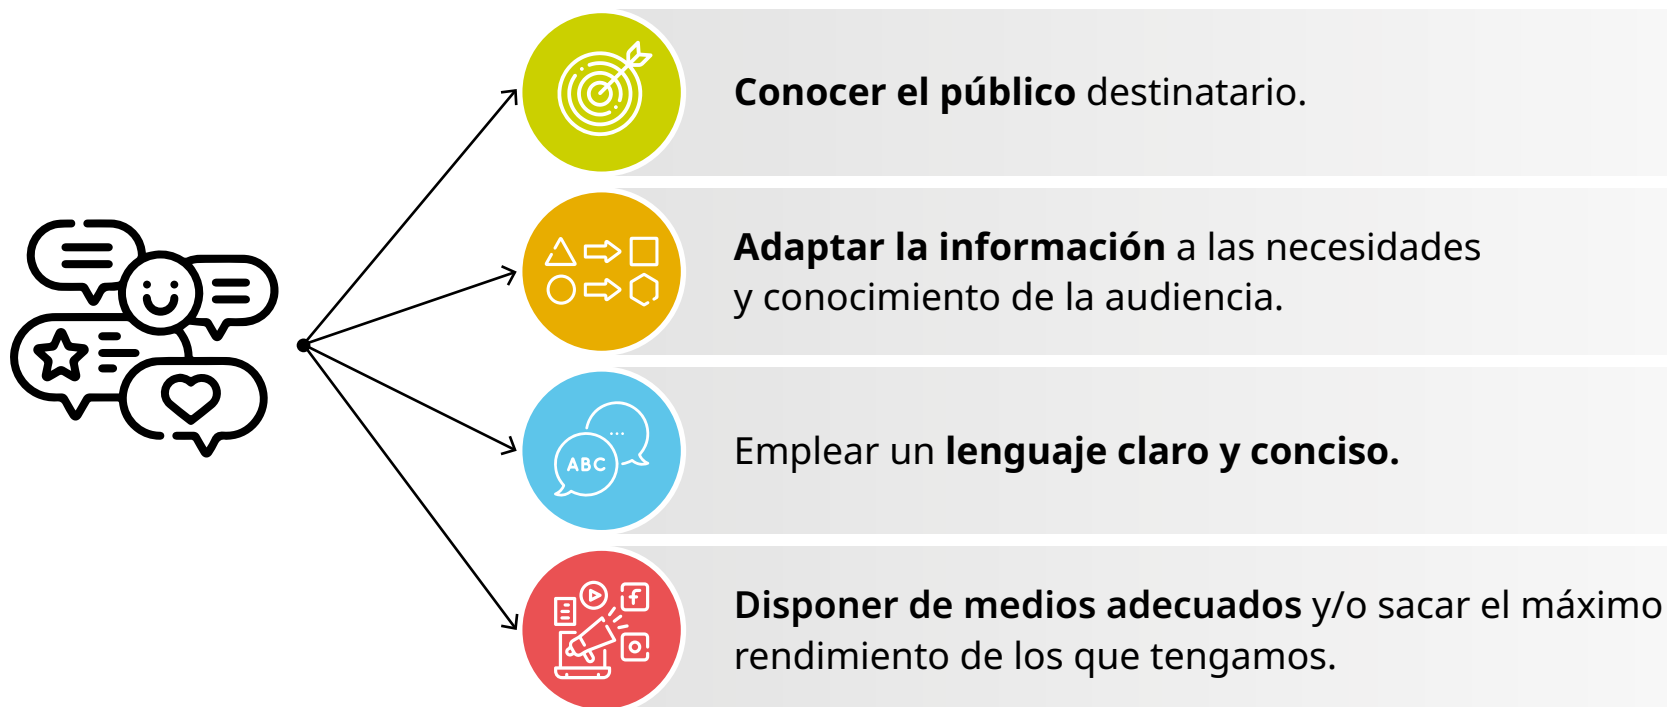 Conocer el público destinatario.
Adaptar la información a las necesidades
y conocimiento de la audiencia.
ABC
Emplear un lenguaje claro y conciso.
Disponer de medios adecuados y/o sacar el máximo
rendimiento de los que tengamos.